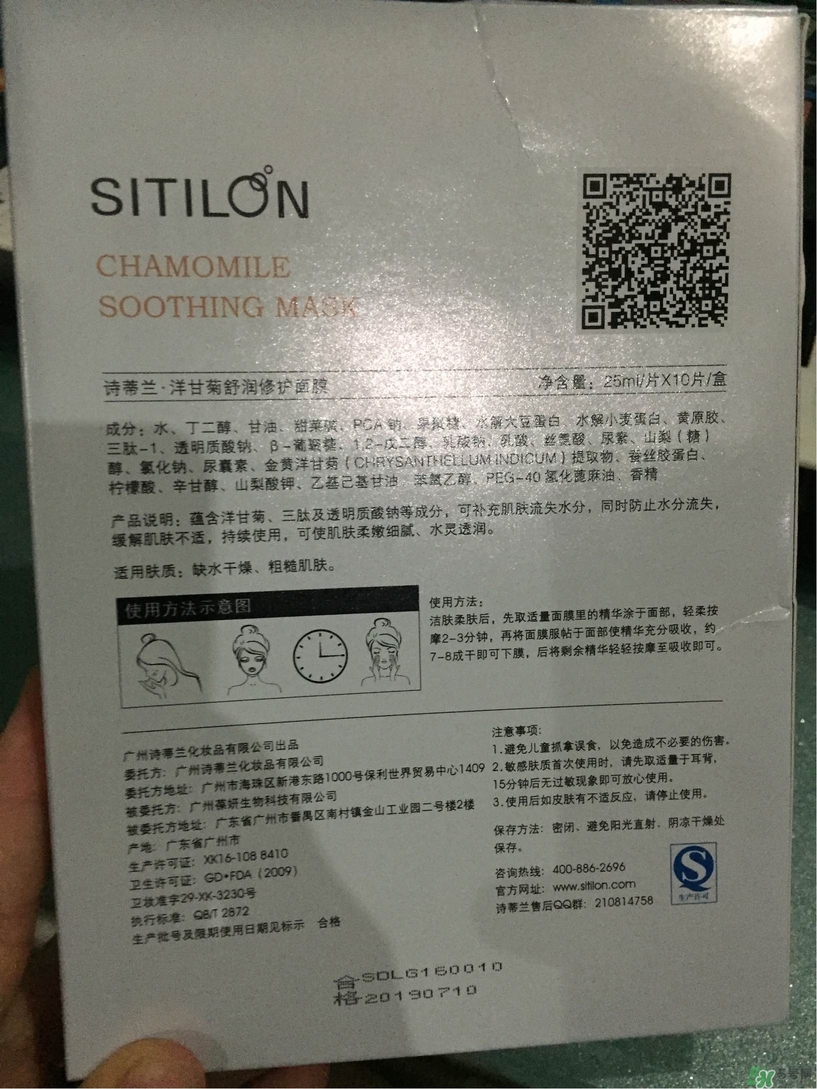 SITILON
CHAMOMILE
SOOTHING MASK
诗蒂兰·洋甘菊舒润修护面膜
净含量：25ml/片X10片/盒
成分：水、丁二醇、甘油、甜菜碱、PCA钠、聚葡糖、水解大豆蛋白、水解小麦蛋白、黄原胶、
三肽-1、透明质酸钠、β-葡聚糖、1,2-戊二醇、乳酸钠、乳酸、丝氨酸、尿素、山梨（糖）
醇、氯化钠、尿囊素、金黄洋甘菊（CHRYSANTHELLUM INDICUM）提取物、蚕丝胶蛋白、
柠檬酸、辛甘醇、山梨酸钾、乙基己基甘油、苯氧乙醇、PEG-40氢化蓖麻油、香精
产品说明：蕴含洋甘菊、三肽及透明质酸钠等成分，可补充肌肤流失水分，同时防止水分流失，
缓解肌肤不适，持续使用，可使肌肤柔嫩细腻、水灵透润。
适用肤质：缺水干燥、粗糙肌肤。
使用方法示意图
使用方法：
洁肤柔肤后，先取适量面膜里的精华涂于面部，轻柔按
摩2-3分钟，再将面膜服帖于面部使精华充分吸收，约
7-8成干即可下膜，后将剩余精华轻轻按摩至吸收即可。
广州诗蒂兰化妆品有限公司出品
委托方：广州诗蒂兰化妆品有限公司
委托方地址：广州市海珠区新港东路1000号保利世界贸易中心1409
被委托方：广州葆妍生物科技有限公司
被委托方地址：广东省广州市番禺区南村镇金山工业园二号楼2楼
产地：广东省广州市
生产许可证：XK16-108 8410
卫生许可证：GD·FDA（2009）
卫妆准字29-XK-3230号
执行标准：QB/T 2872
生产批号及限期使用日期见标示 合格
注意事项：
1.避免儿童抓拿误食，以免造成不必要的伤害。
2.敏感肤质首次使用时，请先取适量于耳背，
15分钟后无过敏现象即可放心使用。
3.使用后如皮肤有不适反应，请停止使用。
保存方法：密闭、避免阳光直射、阴凉干燥处
保存。
咨询热线：400-886-2696
官方网址：www.sitilon.com
诗蒂兰售后QQ群：210814758
生产许可
合SDLG160010
格20190710